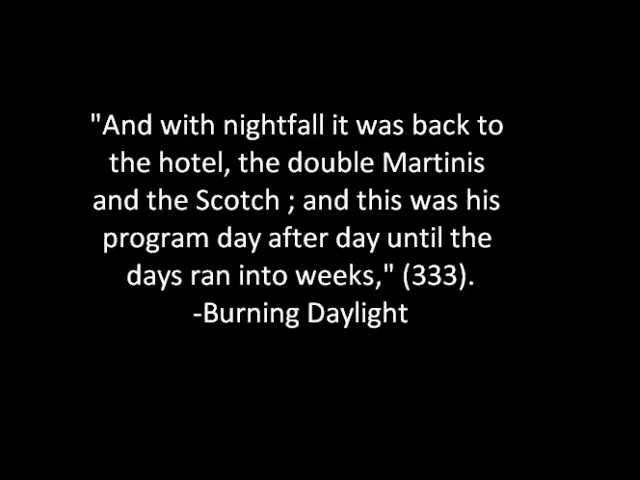 "And with nightfall it was back to
the hotel, the double Martinis
and the Scotch ; and this was his
program day after day until the
days ran into weeks," (333).
-Burning Daylight